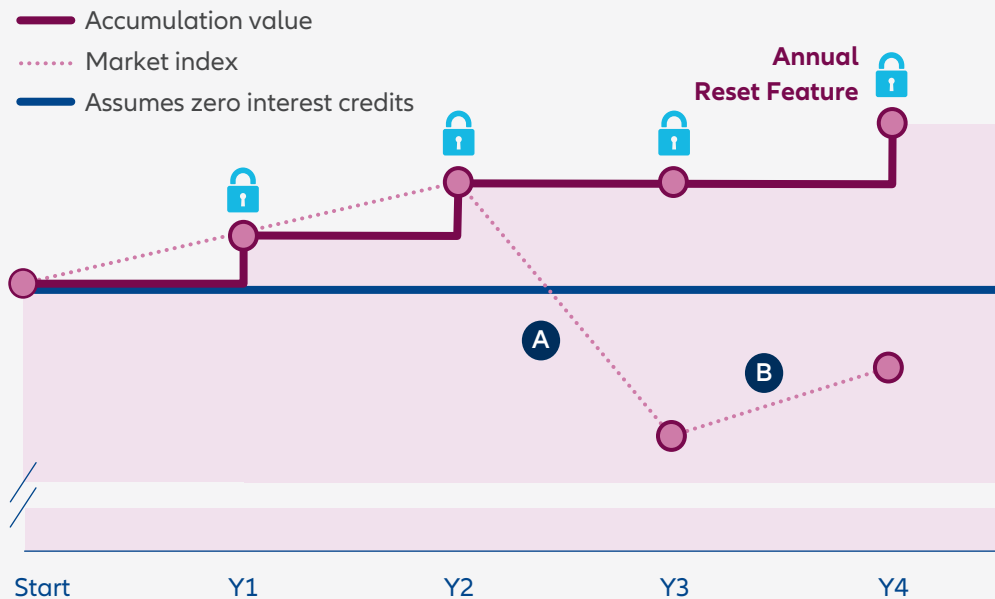 Accumulation value
Market index
Assumes zero interest credits
Annual
Reset Feature
A
B
Start Y1 Y2 Y3 Y4